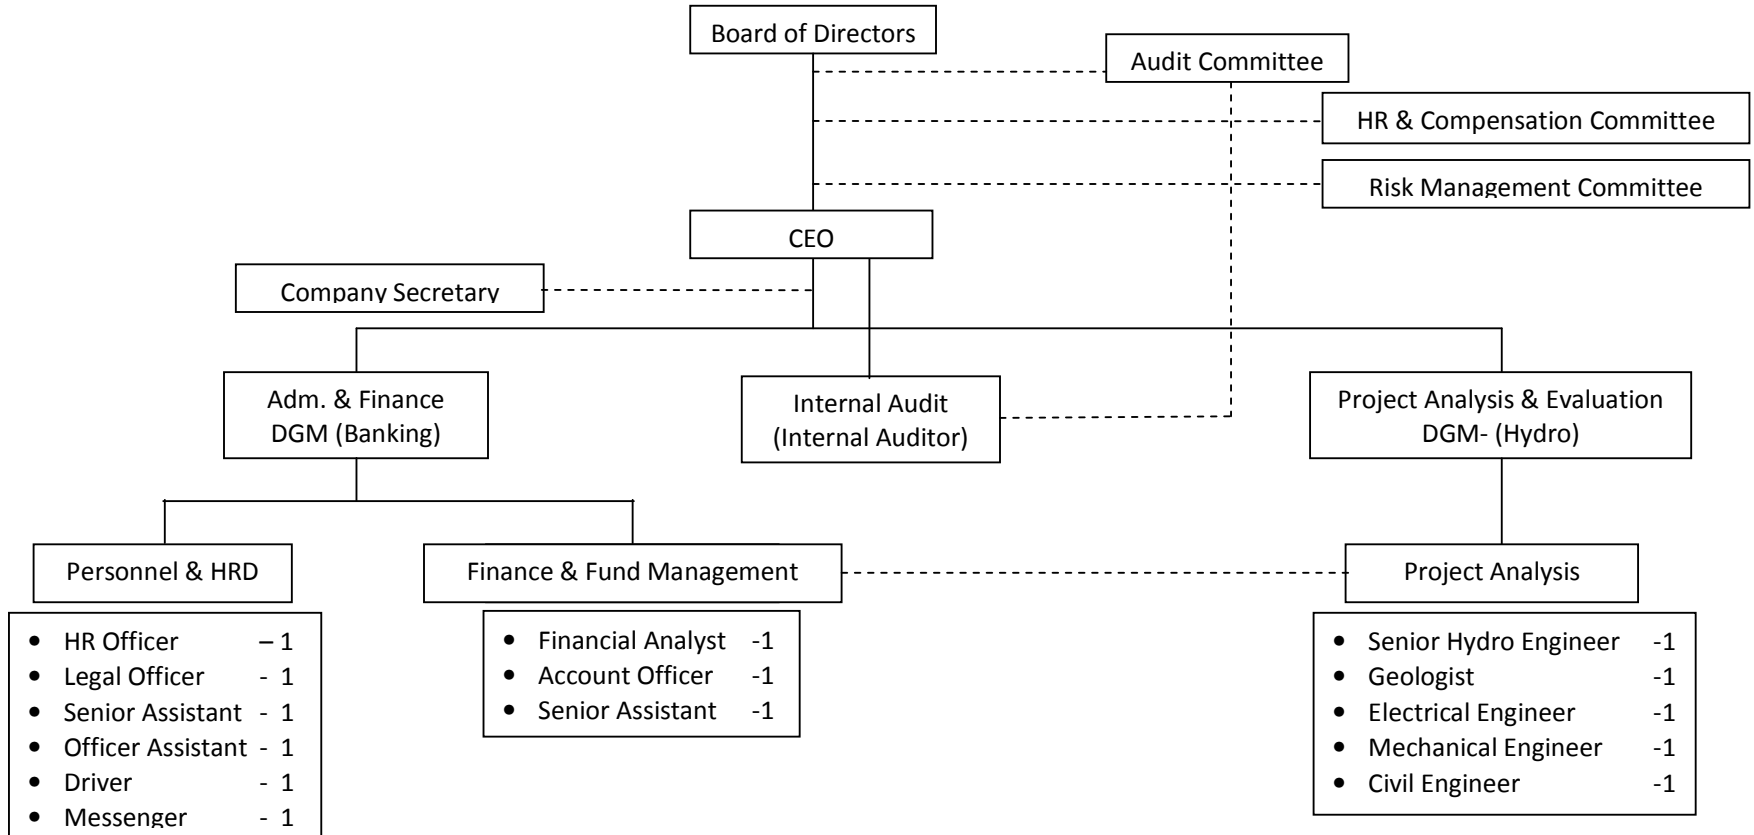 Board of Directors
Audit Committee
HR & Compensation Committee
Risk Management Committee
CEO
Company Secretary
Adm. & Finance
DGM (Banking)
Internal Audit
(Internal Auditor)
Project Analysis & Evaluation
DGM- (Hydro)
Personnel & HRD
Finance & Fund Management
Project Analysis
• HR Officer – 1
• Legal Officer - 1
• Senior Assistant - 1
• Officer Assistant - 1
• Driver - 1
• Messenger - 1
• Financial Analyst -1
• Account Officer -1
• Senior Assistant -1
• Senior Hydro Engineer -1
• Geologist -1
• Electrical Engineer -1
• Mechanical Engineer -1
• Civil Engineer -1